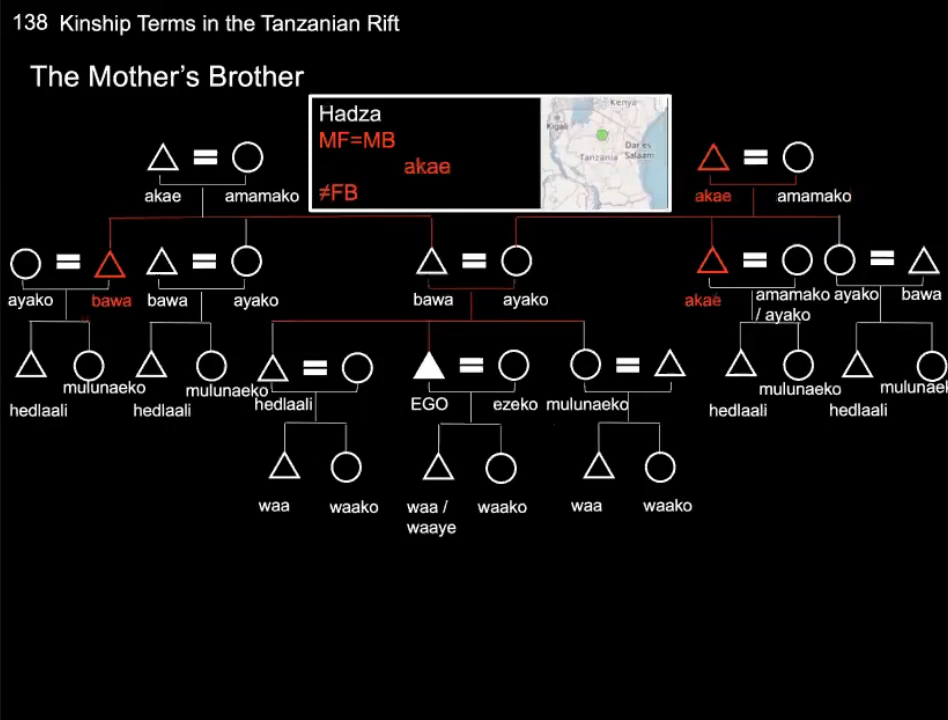 138 Kinship Terms in the Tanzanian Rift
The Mother's Brother
Hadza
MF=MB
akae
≠FB
Kenya
Kigali
Dar es
Salaam
Tanzania
akae amamako akae amamako
ayako bawa bawa ayako bawa ayako akae amamako ayako bawa
/ ayako
mulunaeko mulunaeko mulunaeko mulunaek
hedlaali hedlaali hedlaali EGO ezeko mulunaeko hedlaali hedlaali
waa waako waa / waako waa waako
waaye